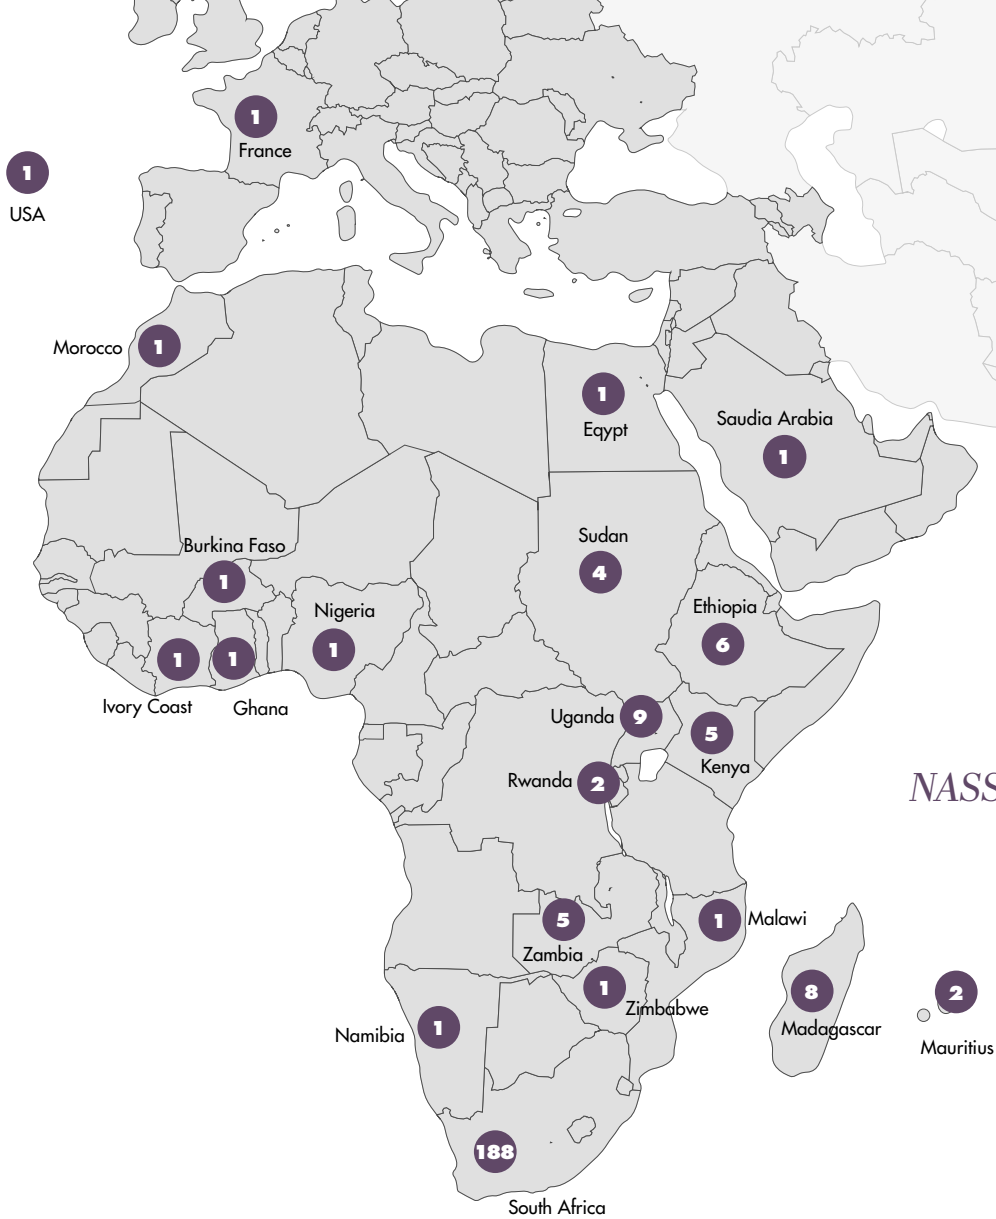 1
France
1
USA
Morocco
1
1
Eqypt
Saudia Arabia
1
Sudan
4
Burkina Faso
1
Nigeria
1
Ethiopia
6
1
Ivory Coast
1
Ghana
Uganda
9
5
Kenya
Rwanda
2
NASS
5
Zambia
1
Malawi
1
Zimbabwe
8
Madagascar
2
Mauritius
Namibia
1
188
South Africa